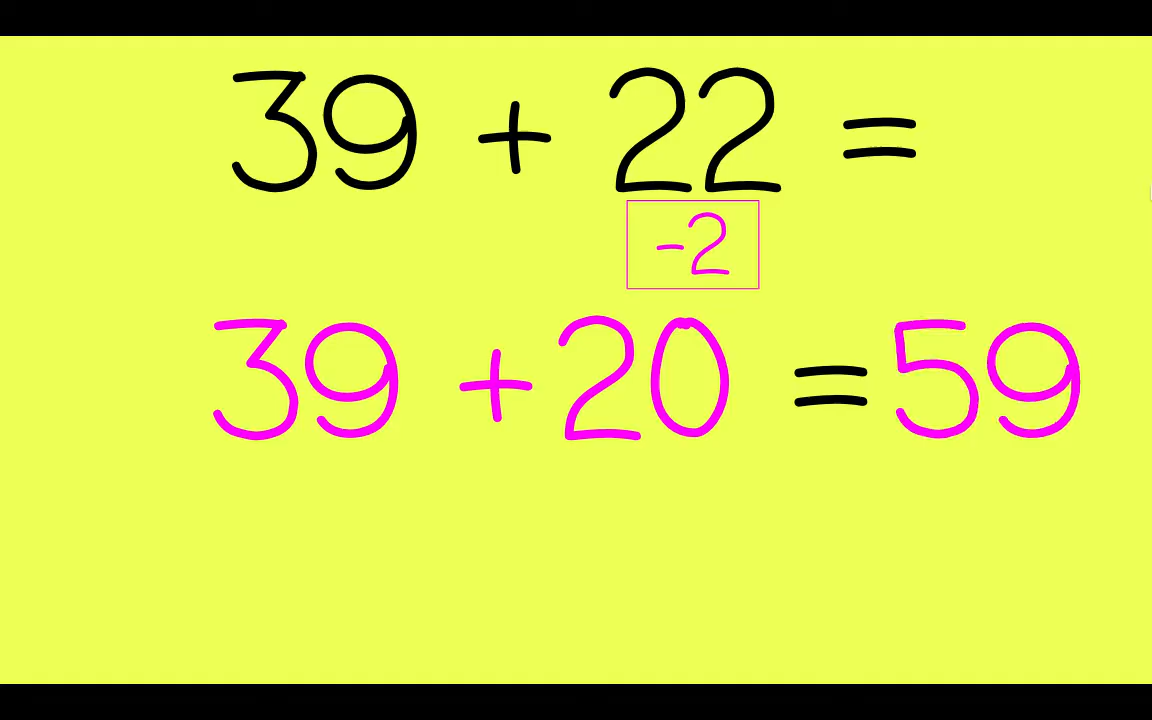 39 + 22 =
-2
39 + 20 = 59